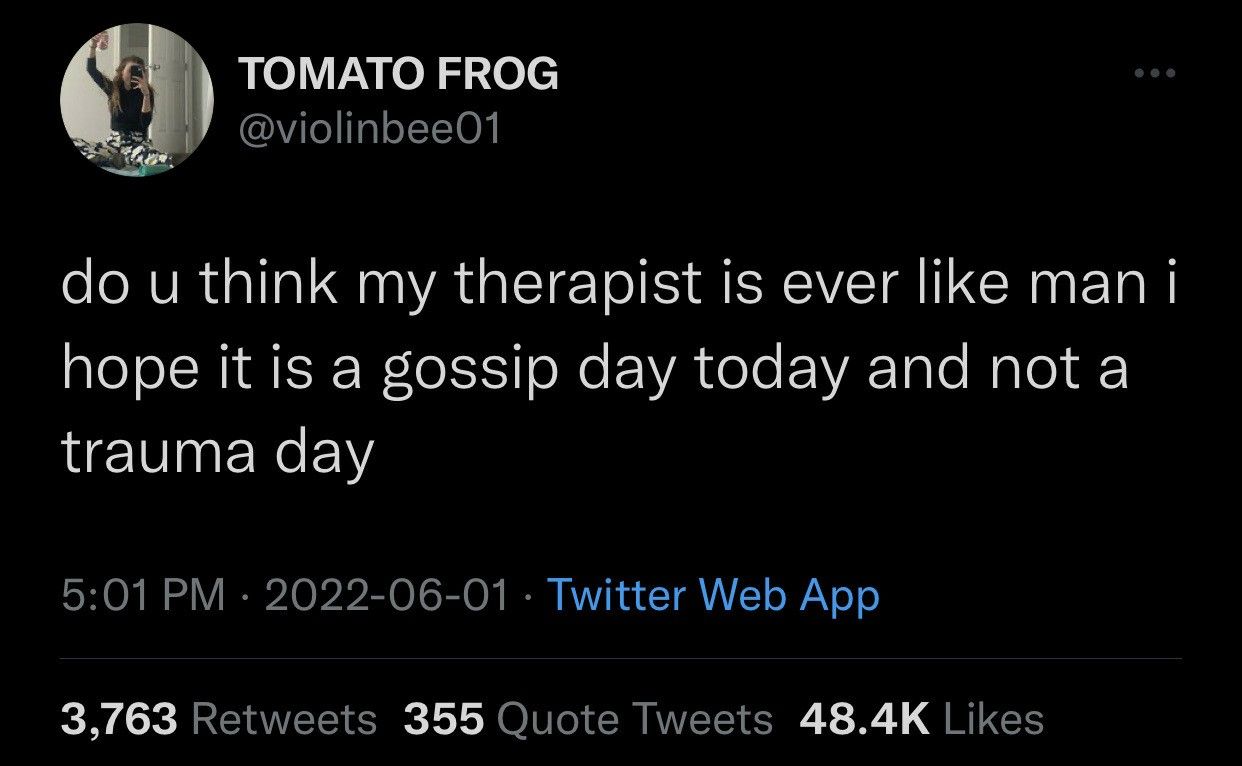 TOMATO FROG
@violinbee01
do u think my therapist is ever like man i
hope it is a gossip day today and not a
trauma day
5:01 PM · 2022-06-01 · Twitter Web App
3,763 Retweets 355 Quote Tweets 48.4K Likes